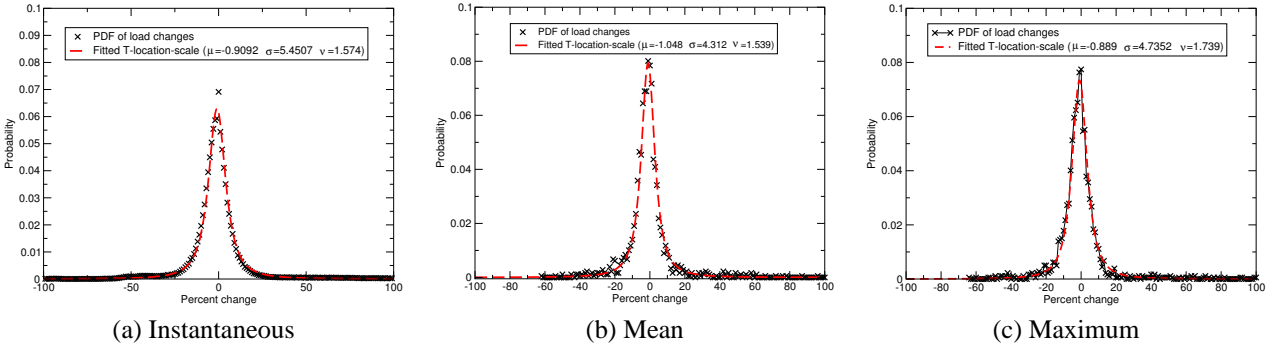 PDF of load changes
Fitted T-location-scale (μ=-0.9092 σ=5.4507 ν=1.574)
0.1
0.09
0.08
0.07
0.06
0.05
0.04
0.03
0.02
0.01
0
Probability
-100 -50 0 50 100
Percent change
(a) Instantaneous
PDF of load changes
Fitted T-location-scale (μ=-1.048 σ=4.312 ν=1.539)
0.1
0.08
0.06
0.04
0.02
0
Probability
-100 -80 -60 -40 -20 0 20 40 60 80 100
Percent change
(b) Mean
PDF of load changes
Fitted T-location-scale (μ=-0.889 σ=4.7352 ν=1.739)
0.1
0.08
0.06
0.04
0.02
0
Probability
-100 -80 -60 -40 -20 0 20 40 60 80 100
Percent change
(c) Maximum